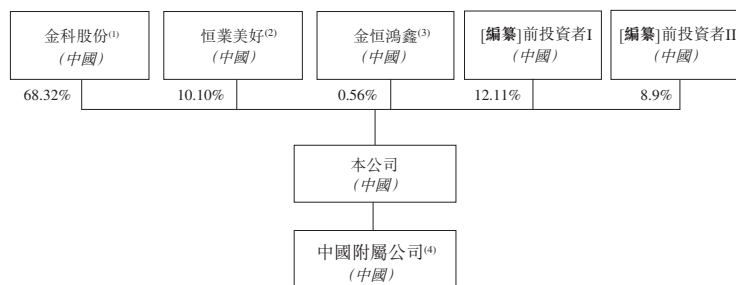 金科股份(1)
(中國)
恒業美好(2)
(中國)
金恒鴻鑫(3)
(中國)
[編纂]前投資者I
(中國)
[編纂]前投資者II
(中國)
68.32%
10.10%
0.56%
12.11%
8.9%
本公司
(中國)
中國附屬公司(4)
(中國)